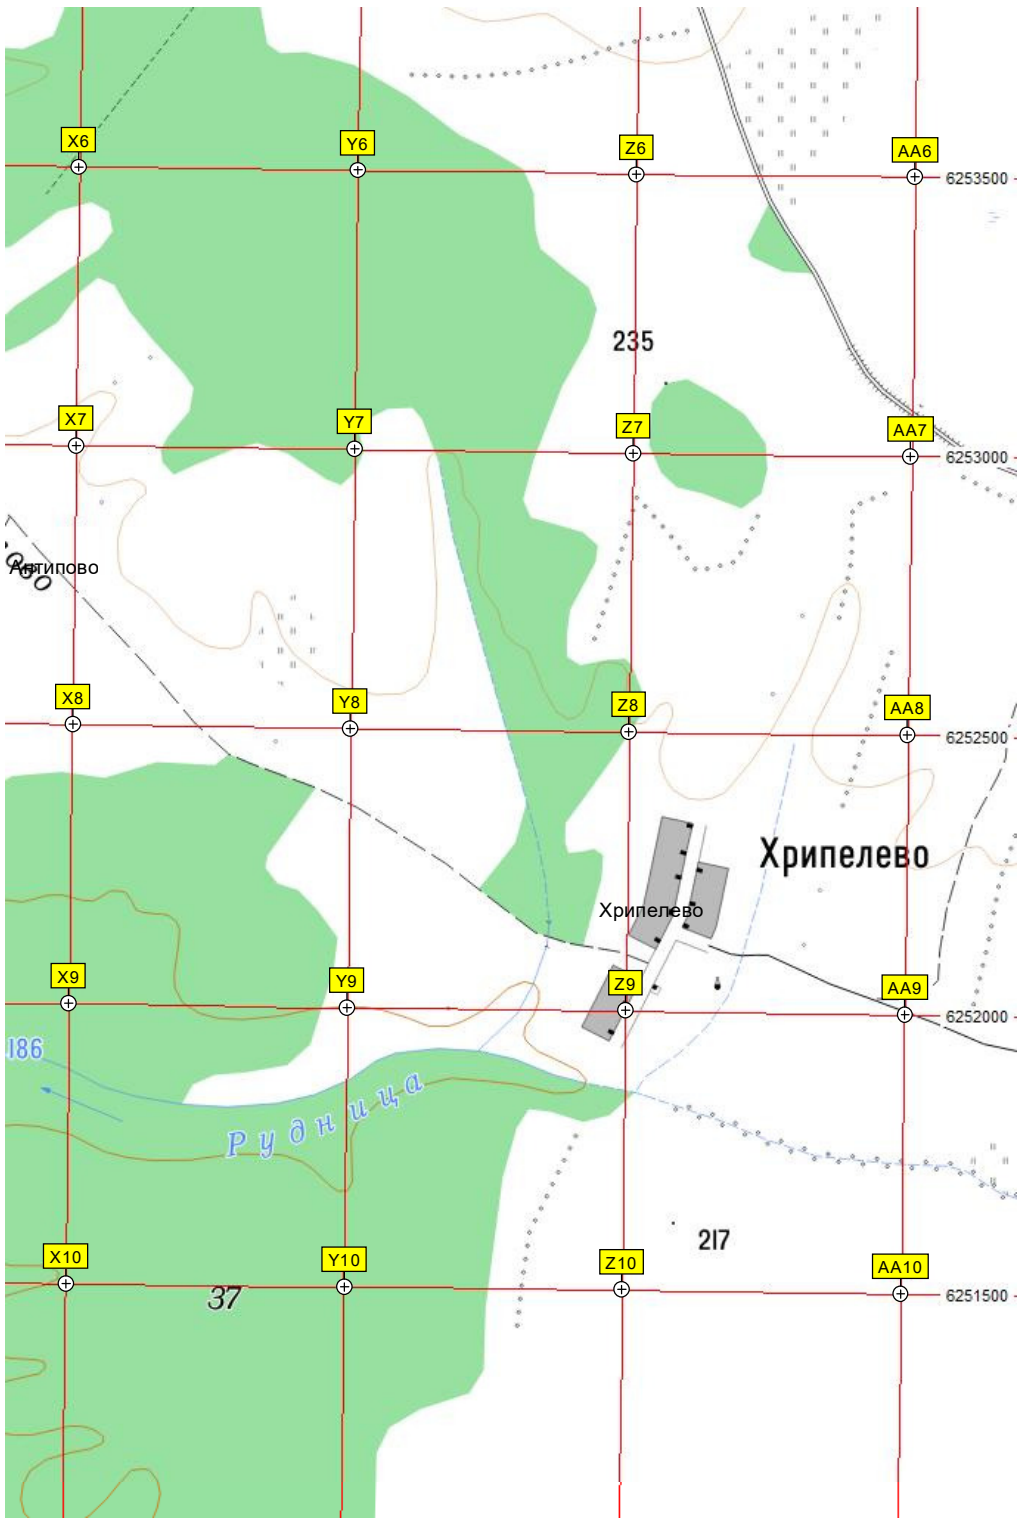 X6
Y6
Z6
AA6
6253500
235
X7
Y7
Z7
AA7
6253000
Антипово
X8
Y8
Z8
AA8
6252500
Хрипелево
Хрипелево
X9
Y9
Z9
AA9
6252000
186
Рудница
217
X10
Y10
Z10
AA10
6251500
37